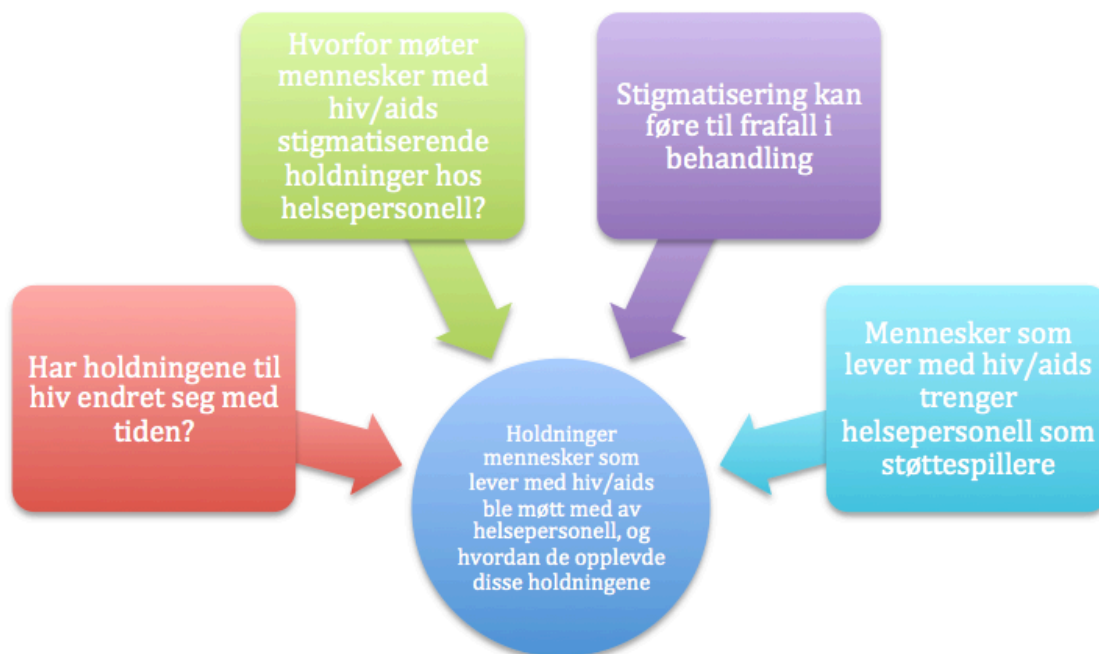 Hvorfor møter
mennesker med
hiv/aids
stigmatiserende
holdninger hos
helsepersonell?
Stigmatisering kan
føre til frafall i
behandling
Har holdningene til
hiv endret seg med
tiden?
Mennesker som
lever med hiv/aids
trenger
helsepersonell som
støttespillere
Holdninger
mennesker som
lever med hiv/aids
ble møtt med av
helsepersonell, og
hvordan de opplevde
disse holdningene